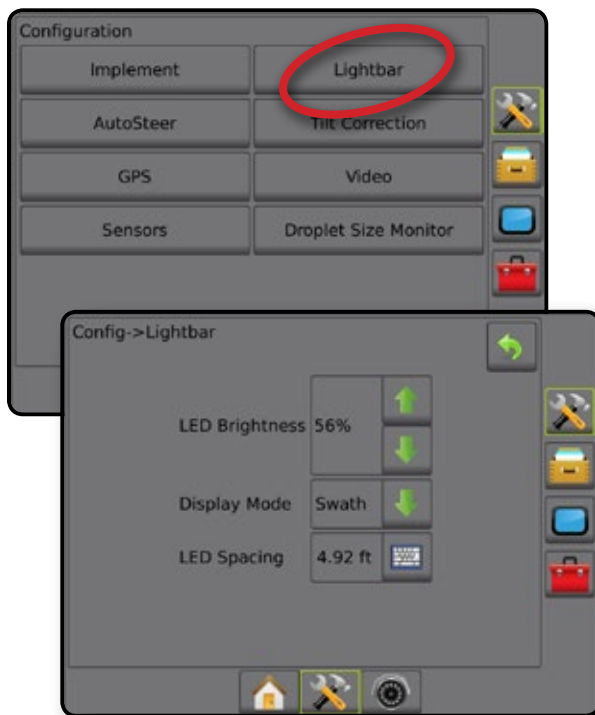 Configuration
Implement
Lightbar
AutoSteer
Tilt Correction
GPS
Video
Sensors
Droplet Size Monitor
Config->Lightbar
LED Brightness 56%
Display Mode Swath
LED Spacing 4.92 ft